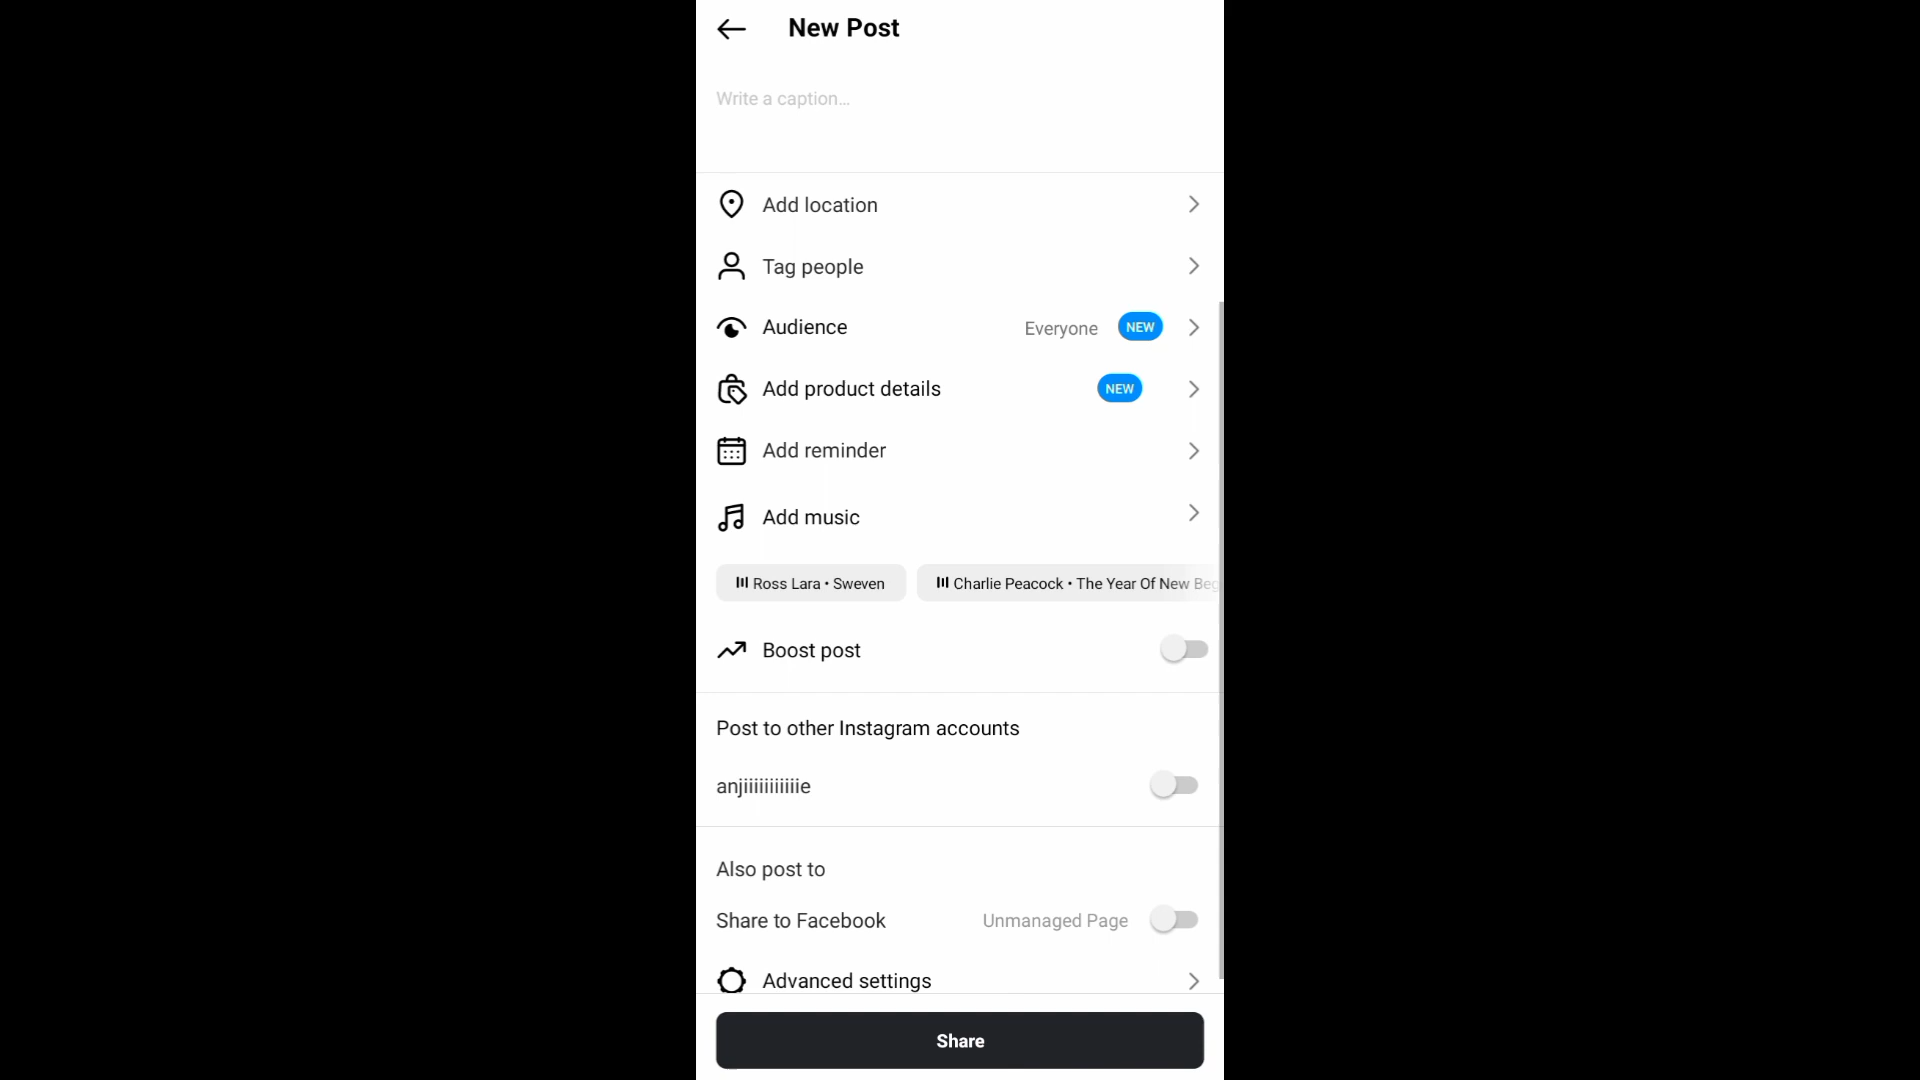 New Post
Write a caption...
Add location
Tag people
Audience Everyone NEW
Add product details NEW
Add reminder
Add music
Ross Lara • Sweven Charlie Peacock • The Year Of New Beg
Boost post
Post to other Instagram accounts
anjiiiiiiiiiiie
Also post to
Share to Facebook Unmanaged Page
Advanced settings
Share